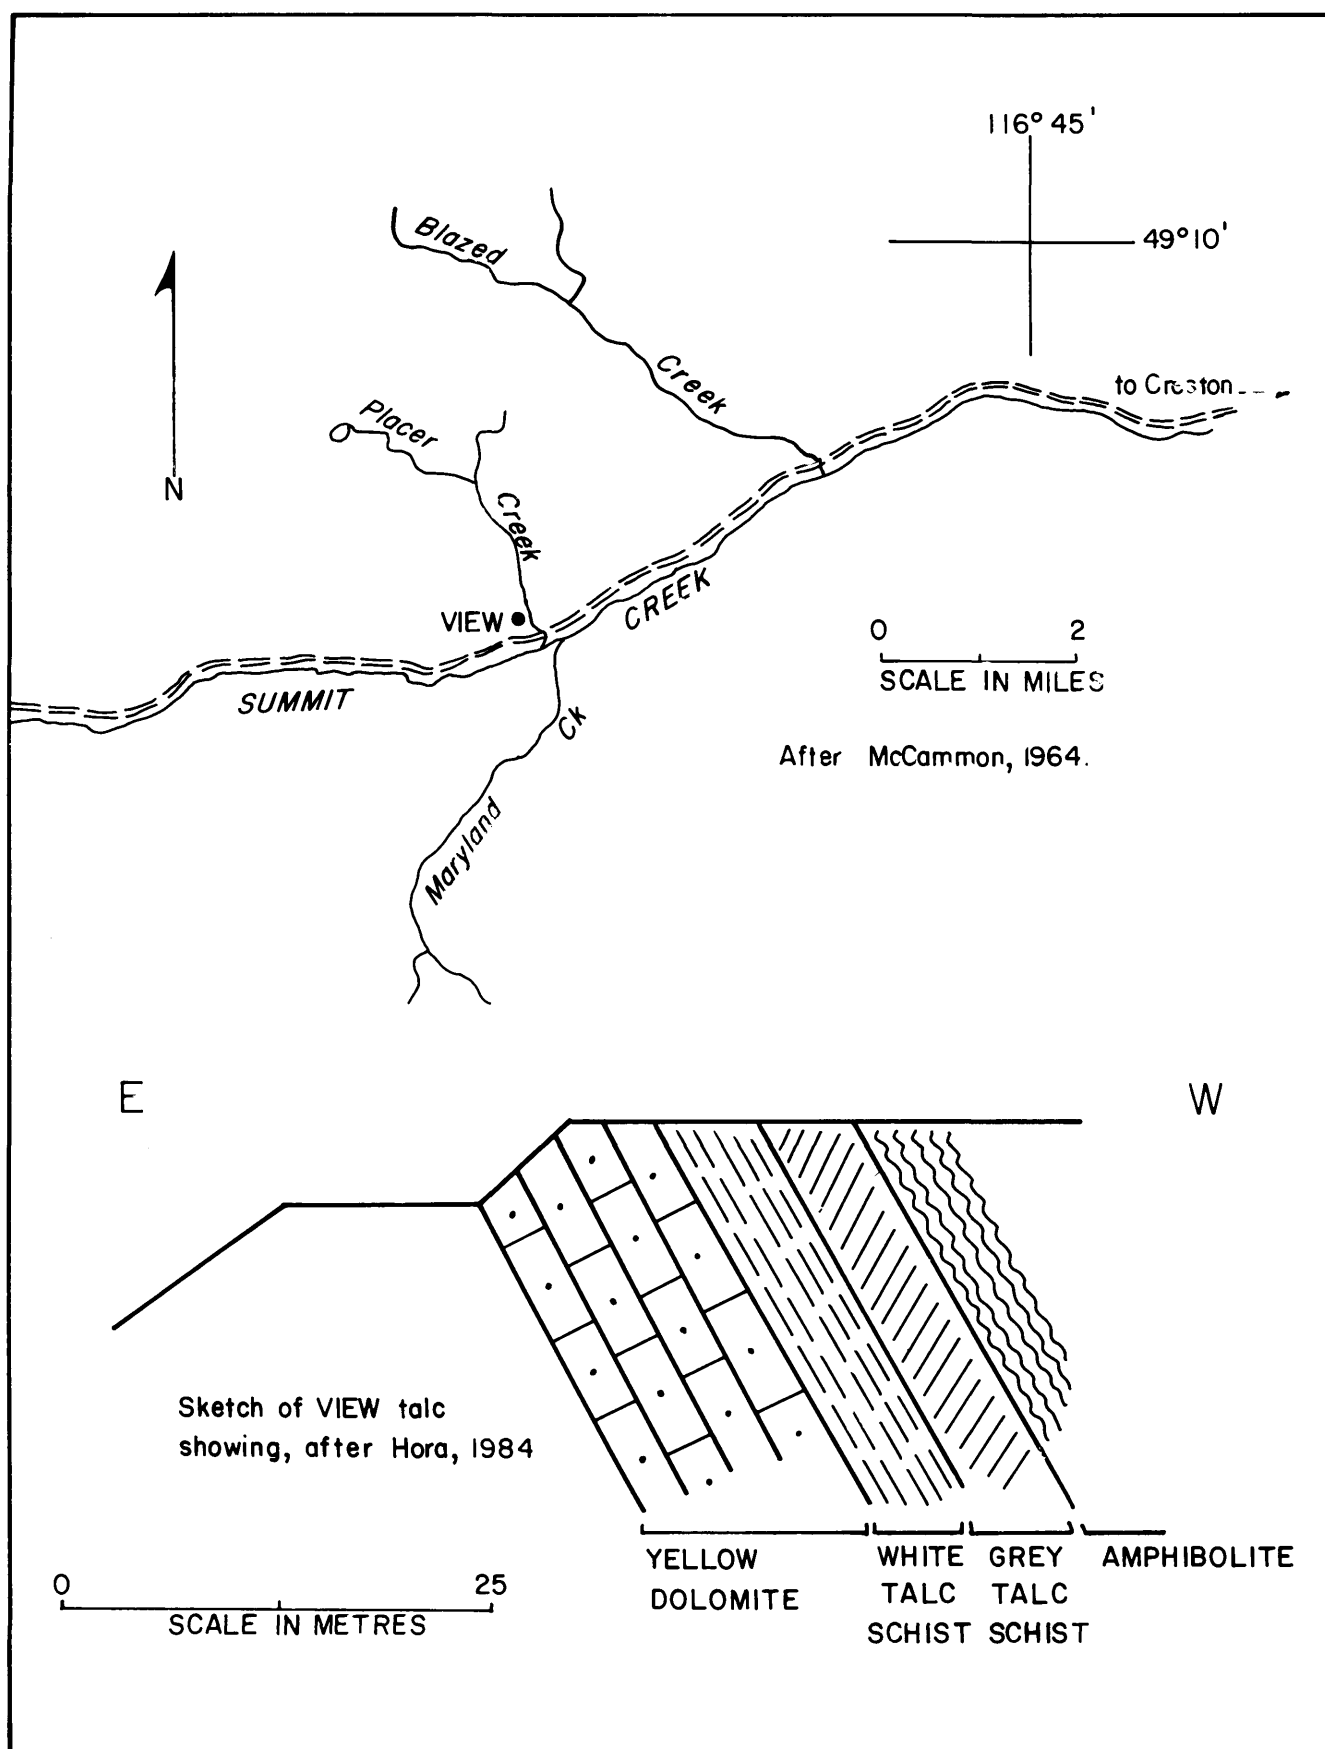 116° 45'
49° 10'
Blazed
Creek
to Creston
Placer
Creek
N
VIEW
CREEK
SUMMIT
0 2
SCALE IN MILES
Ck
After McCammon, 1964.
Maryland
E W
Sketch of VIEW talc
showing, after Hora, 1984
YELLOW WHITE GREY AMPHIBOLITE
DOLOMITE TALC TALC
SCHIST SCHIST
0 25
SCALE IN METRES